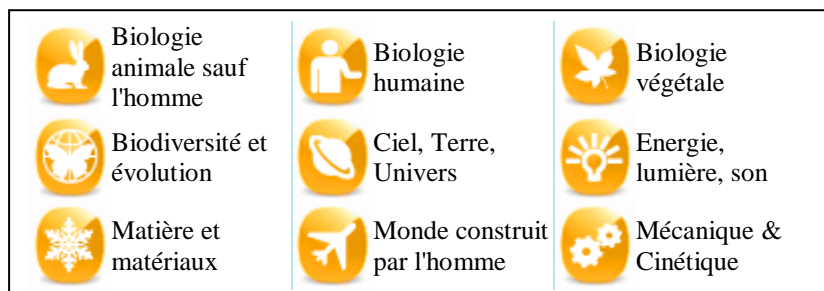 Biologie
animale sauf
l'homme
Biologie
humaine
Biologie
végétale
Biodiversité et
évolution
Ciel, Terre,
Univers
Energie,
lumière, son
Matière et
matériaux
Monde construit
par l'homme
Mécanique &
Cinétique